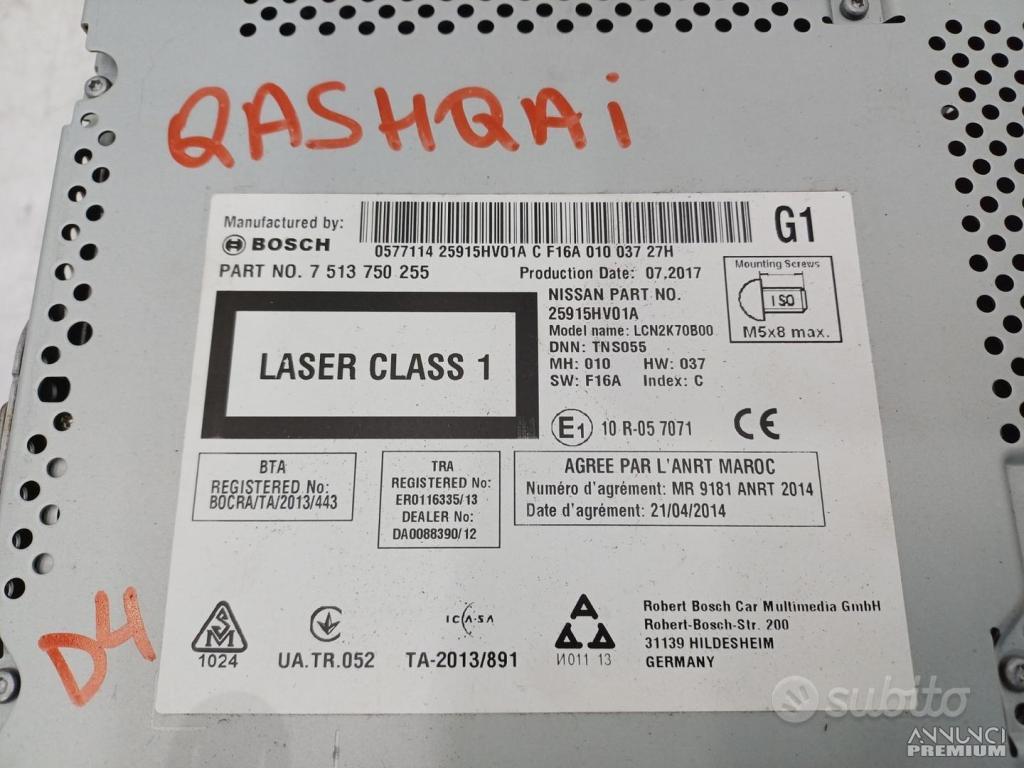 QASHQAi
Manufactured by:
BOSCH
0577114 25915HV01A C F16A 010 037 27H
G1
PART NO. 7 513 750 255
Production Date: 07.2017
NISSAN PART NO.
25915HV01A
Model name: LCN2K70B00
DNN: TNS055
MH: 010 HW: 037
SW: F16A Index: C
Mounting Screws
ISO
M5x8 max.
LASER CLASS 1
E1 10 R-05 7071
CE
BTA
REGISTERED No:
BOCRA/TA/2013/443
TRA
REGISTERED No:
ER0116335/13
DEALER No:
DA0088390/12
AGREE PAR L'ANRT MAROC
Numéro d'agrément: MR 9181 ANRT 2014
Date d'agrément: 21/04/2014
D4
SM
1024
UA.TR.052
ICASA
TA-2013/891
И011 13
Robert Bosch Car Multimedia GmbH
Robert-Bosch-Str. 200
31139 HILDESHEIM
GERMANY
subito
ANNUNCI
PREMIUM